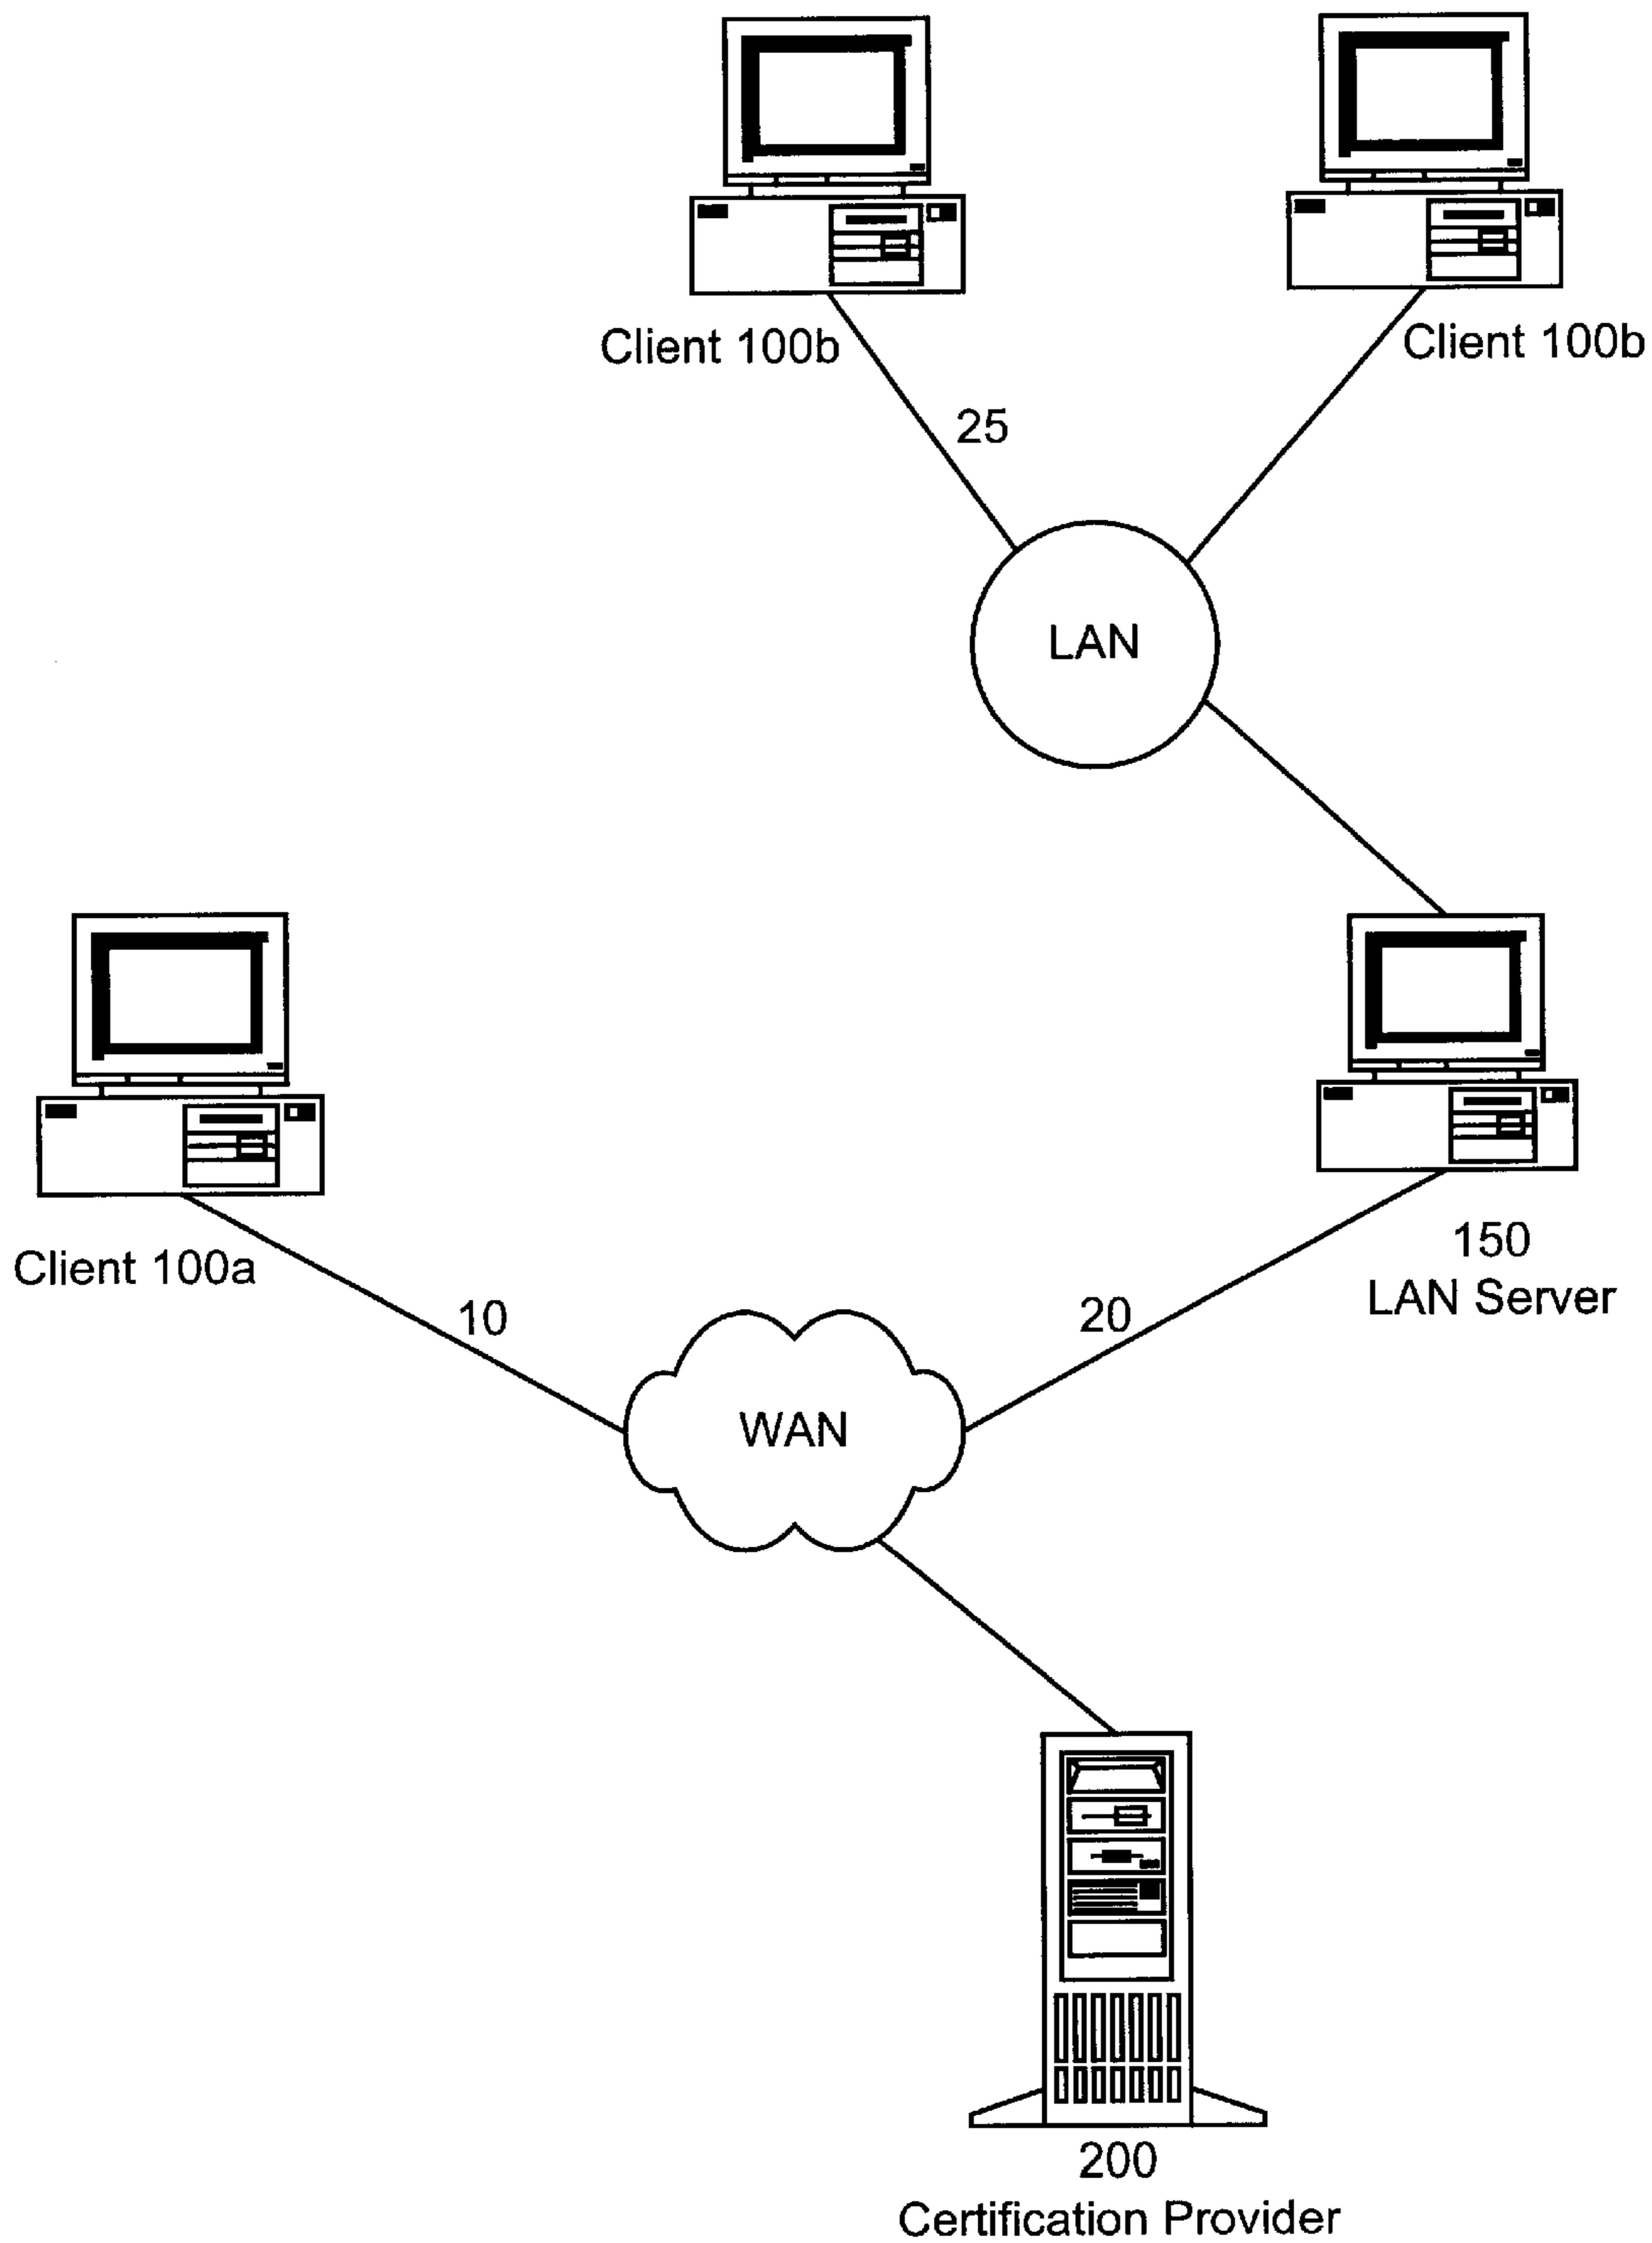 Client 100b
Client 100b
25
LAN
Client 100a
150
LAN Server
10
20
WAN
200
Certification Provider